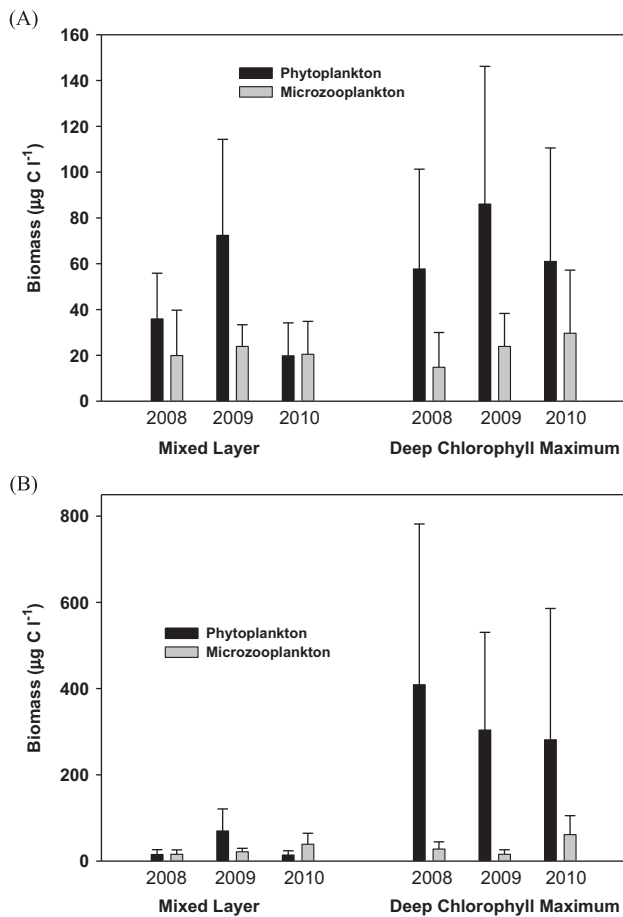 (A)
160
140
120
100
80
60
40
20
0
Biomass (µg C l⁻¹)
Phytoplankton
Microzooplankton
2008 2009 2010 2008 2009 2010
Mixed Layer Deep Chlorophyll Maximum
(B)
800
600
400
200
0
Biomass (µg C l⁻¹)
Phytoplankton
Microzooplankton
2008 2009 2010 2008 2009 2010
Mixed Layer Deep Chlorophyll Maximum